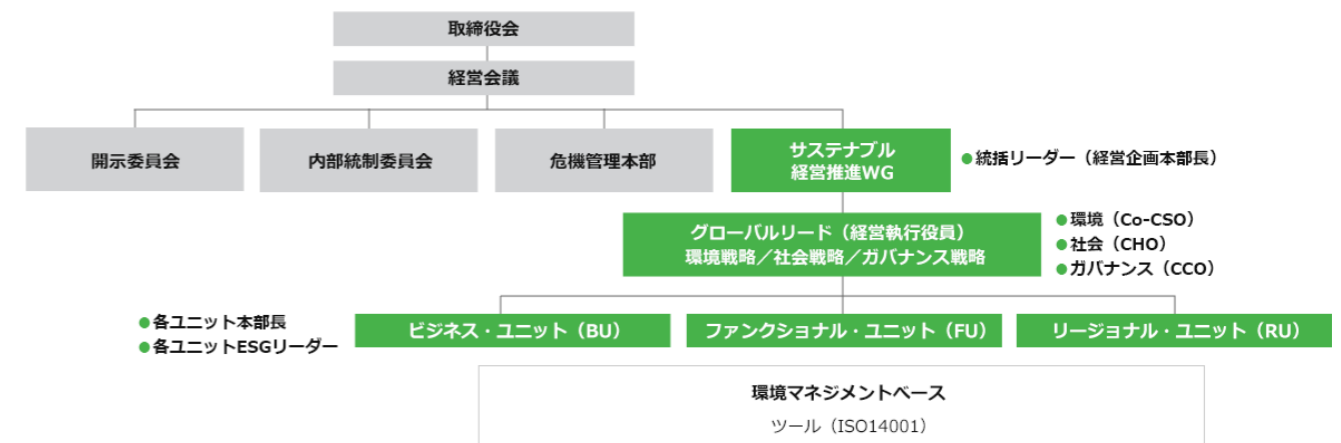 取締役会
経営会議
開示委員会
内部統制委員会
危機管理本部
サステナブル
経営推進WG
●統括リーダー（経営企画本部長）
グローバルリード（経営執行役員）
環境戦略／社会戦略／ガバナンス戦略
●環境（Co-CSO）
●社会（CHO）
●ガバナンス（CCO）
●各ユニット本部長
●各ユニットESGリーダー
ビジネス・ユニット（BU）
ファンクショナル・ユニット（FU）
リージョナル・ユニット（RU）
環境マネジメントベース
ツール（ISO14001）